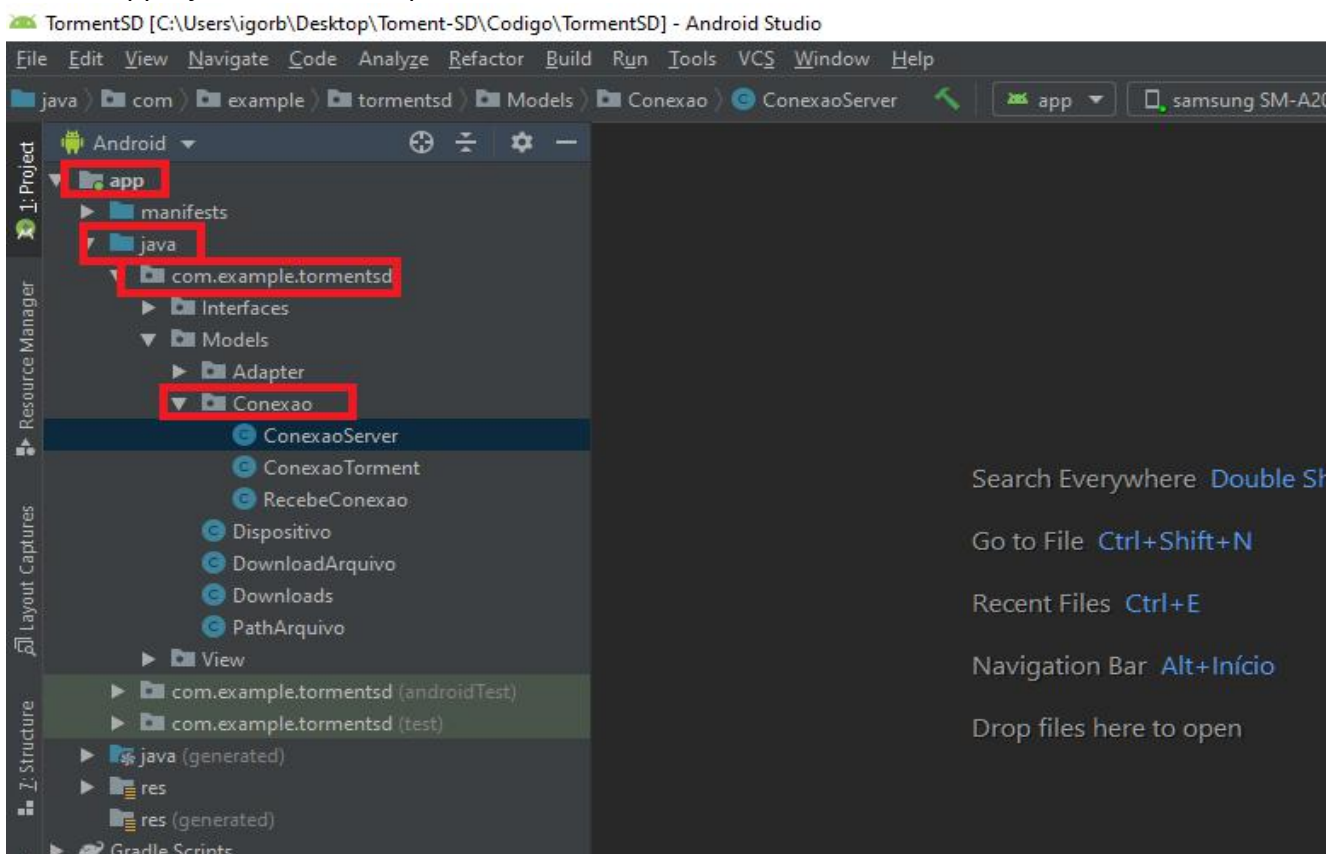 TormentSD [C:\Users\igorb\Desktop\Toment-SD\Codigo\TormentSD] - Android Studio
File Edit View Navigate Code Analyze Refactor Build Run Tools VCS Window Help
java com example tormentsd Models Conexao ConexaoServer app samsung SM-A20
1: Project
Android
app
manifests
java
com.example.tormentsd
Interfaces
Resource Manager
Models
Adapter
Conexao
ConexaoServer
ConexaoTorment
RecebeConexao
Layout Captures
Dispositivo
DownloadArquivo
Downloads
PathArquivo
View
com.example.tormentsd (androidTest)
com.example.tormentsd (test)
Z: Structure
java (generated)
res
res (generated)
Gradle Scripts
Search Everywhere Double Sh
Go to File Ctrl+Shift+N
Recent Files Ctrl+E
Navigation Bar Alt+Início
Drop files here to open